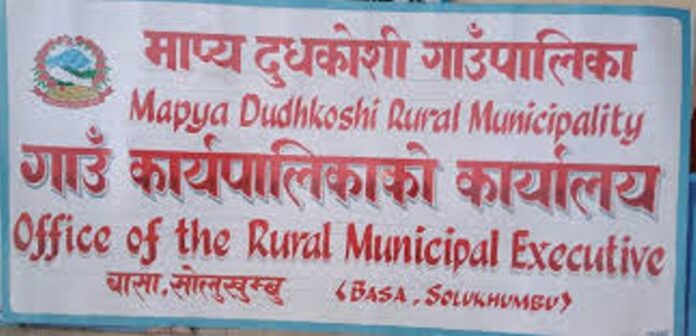 माप्य दुधकोशी गाउँपालिका
Mapya Dudhkoshi Rural Municipality
गाउँ कार्यपालिकाको कार्यालय
Office of the Rural Municipal Executive
बासा, सोलुखुम्बु (BASA, SOLUKHUMBU)